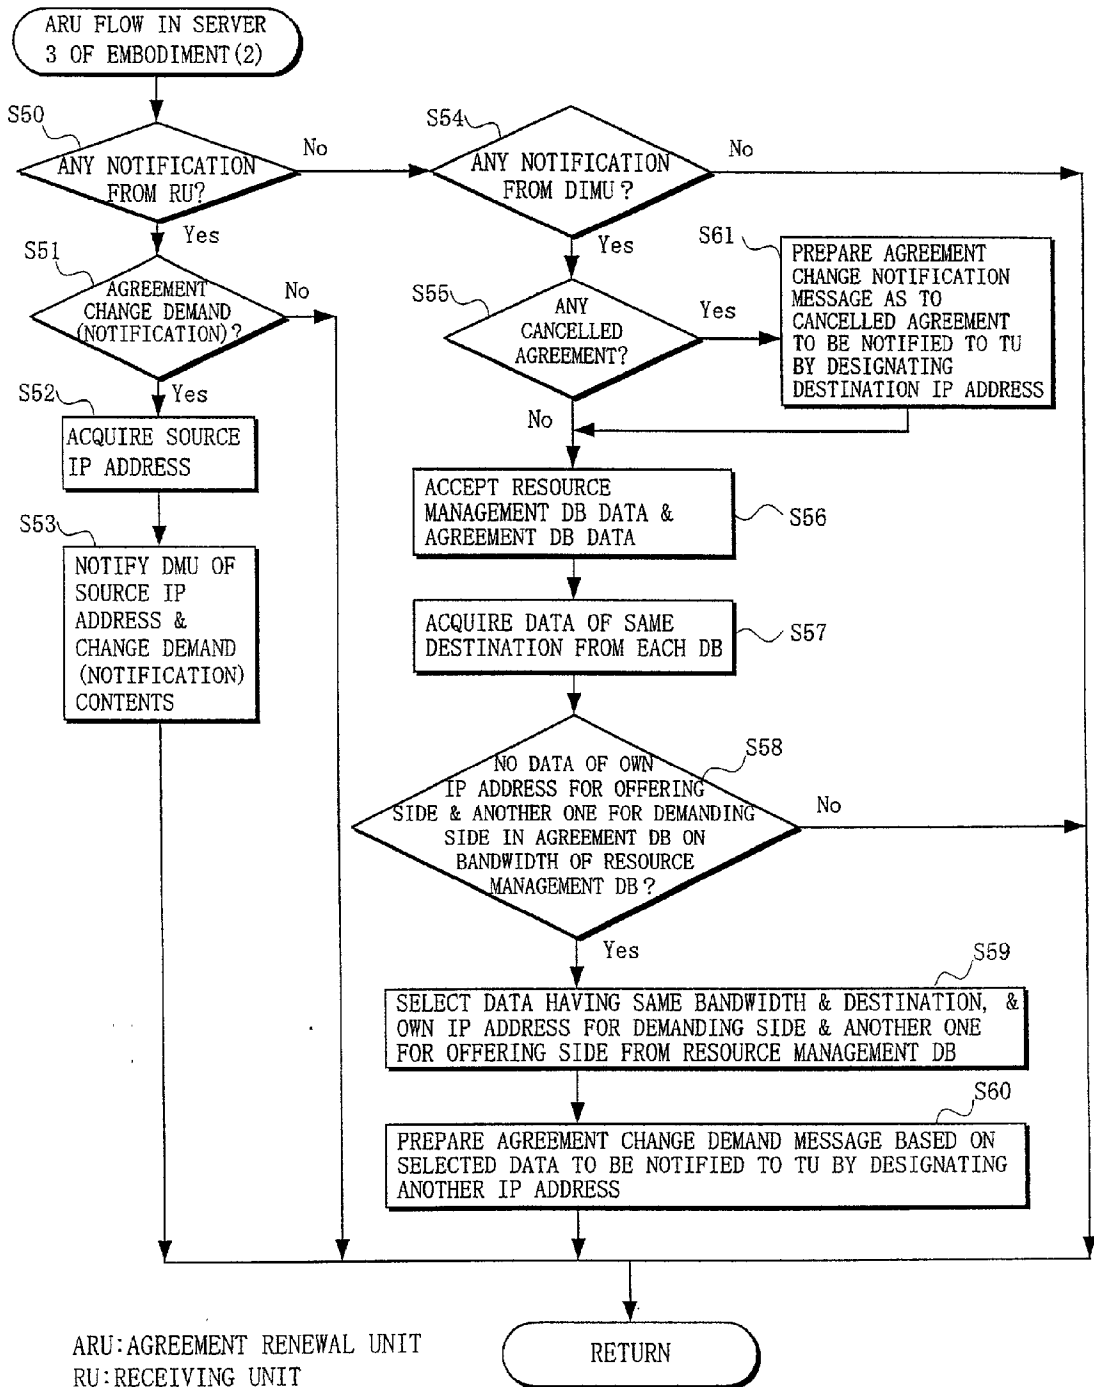 ARU FLOW IN SERVER
3 OF EMBODIMENT(2)
S50
ANY NOTIFICATION
FROM RU?
No
Yes
S51
AGREEMENT
CHANGE DEMAND
(NOTIFICATION)?
No
Yes
S52
ACQUIRE SOURCE
IP ADDRESS
S53
NOTIFY DMU OF
SOURCE IP
ADDRESS &
CHANGE DEMAND
(NOTIFICATION)
CONTENTS
S54
ANY NOTIFICATION
FROM DIMU?
No
Yes
S55
ANY
CANCELLED
AGREEMENT?
Yes
No
S61
PREPARE AGREEMENT
CHANGE NOTIFICATION
MESSAGE AS TO
CANCELLED AGREEMENT
TO BE NOTIFIED TO TU
BY DESIGNATING
DESTINATION IP ADDRESS
ACCEPT RESOURCE
MANAGEMENT DB DATA &
AGREEMENT DB DATA
S56
ACQUIRE DATA OF SAME
DESTINATION FROM EACH DB
S57
S58
NO DATA OF OWN
IP ADDRESS FOR OFFERING
SIDE & ANOTHER ONE FOR DEMANDING
SIDE IN AGREEMENT DB ON
BANDWIDTH OF RESOURCE
MANAGEMENT DB?
No
Yes
S59
SELECT DATA HAVING SAME BANDWIDTH & DESTINATION, &
OWN IP ADDRESS FOR DEMANDING SIDE & ANOTHER ONE
FOR OFFERING SIDE FROM RESOURCE MANAGEMENT DB
S60
PREPARE AGREEMENT CHANGE DEMAND MESSAGE BASED ON
SELECTED DATA TO BE NOTIFIED TO TU BY DESIGNATING
ANOTHER IP ADDRESS
RETURN
ARU:AGREEMENT RENEWAL UNIT
RU:RECEIVING UNIT